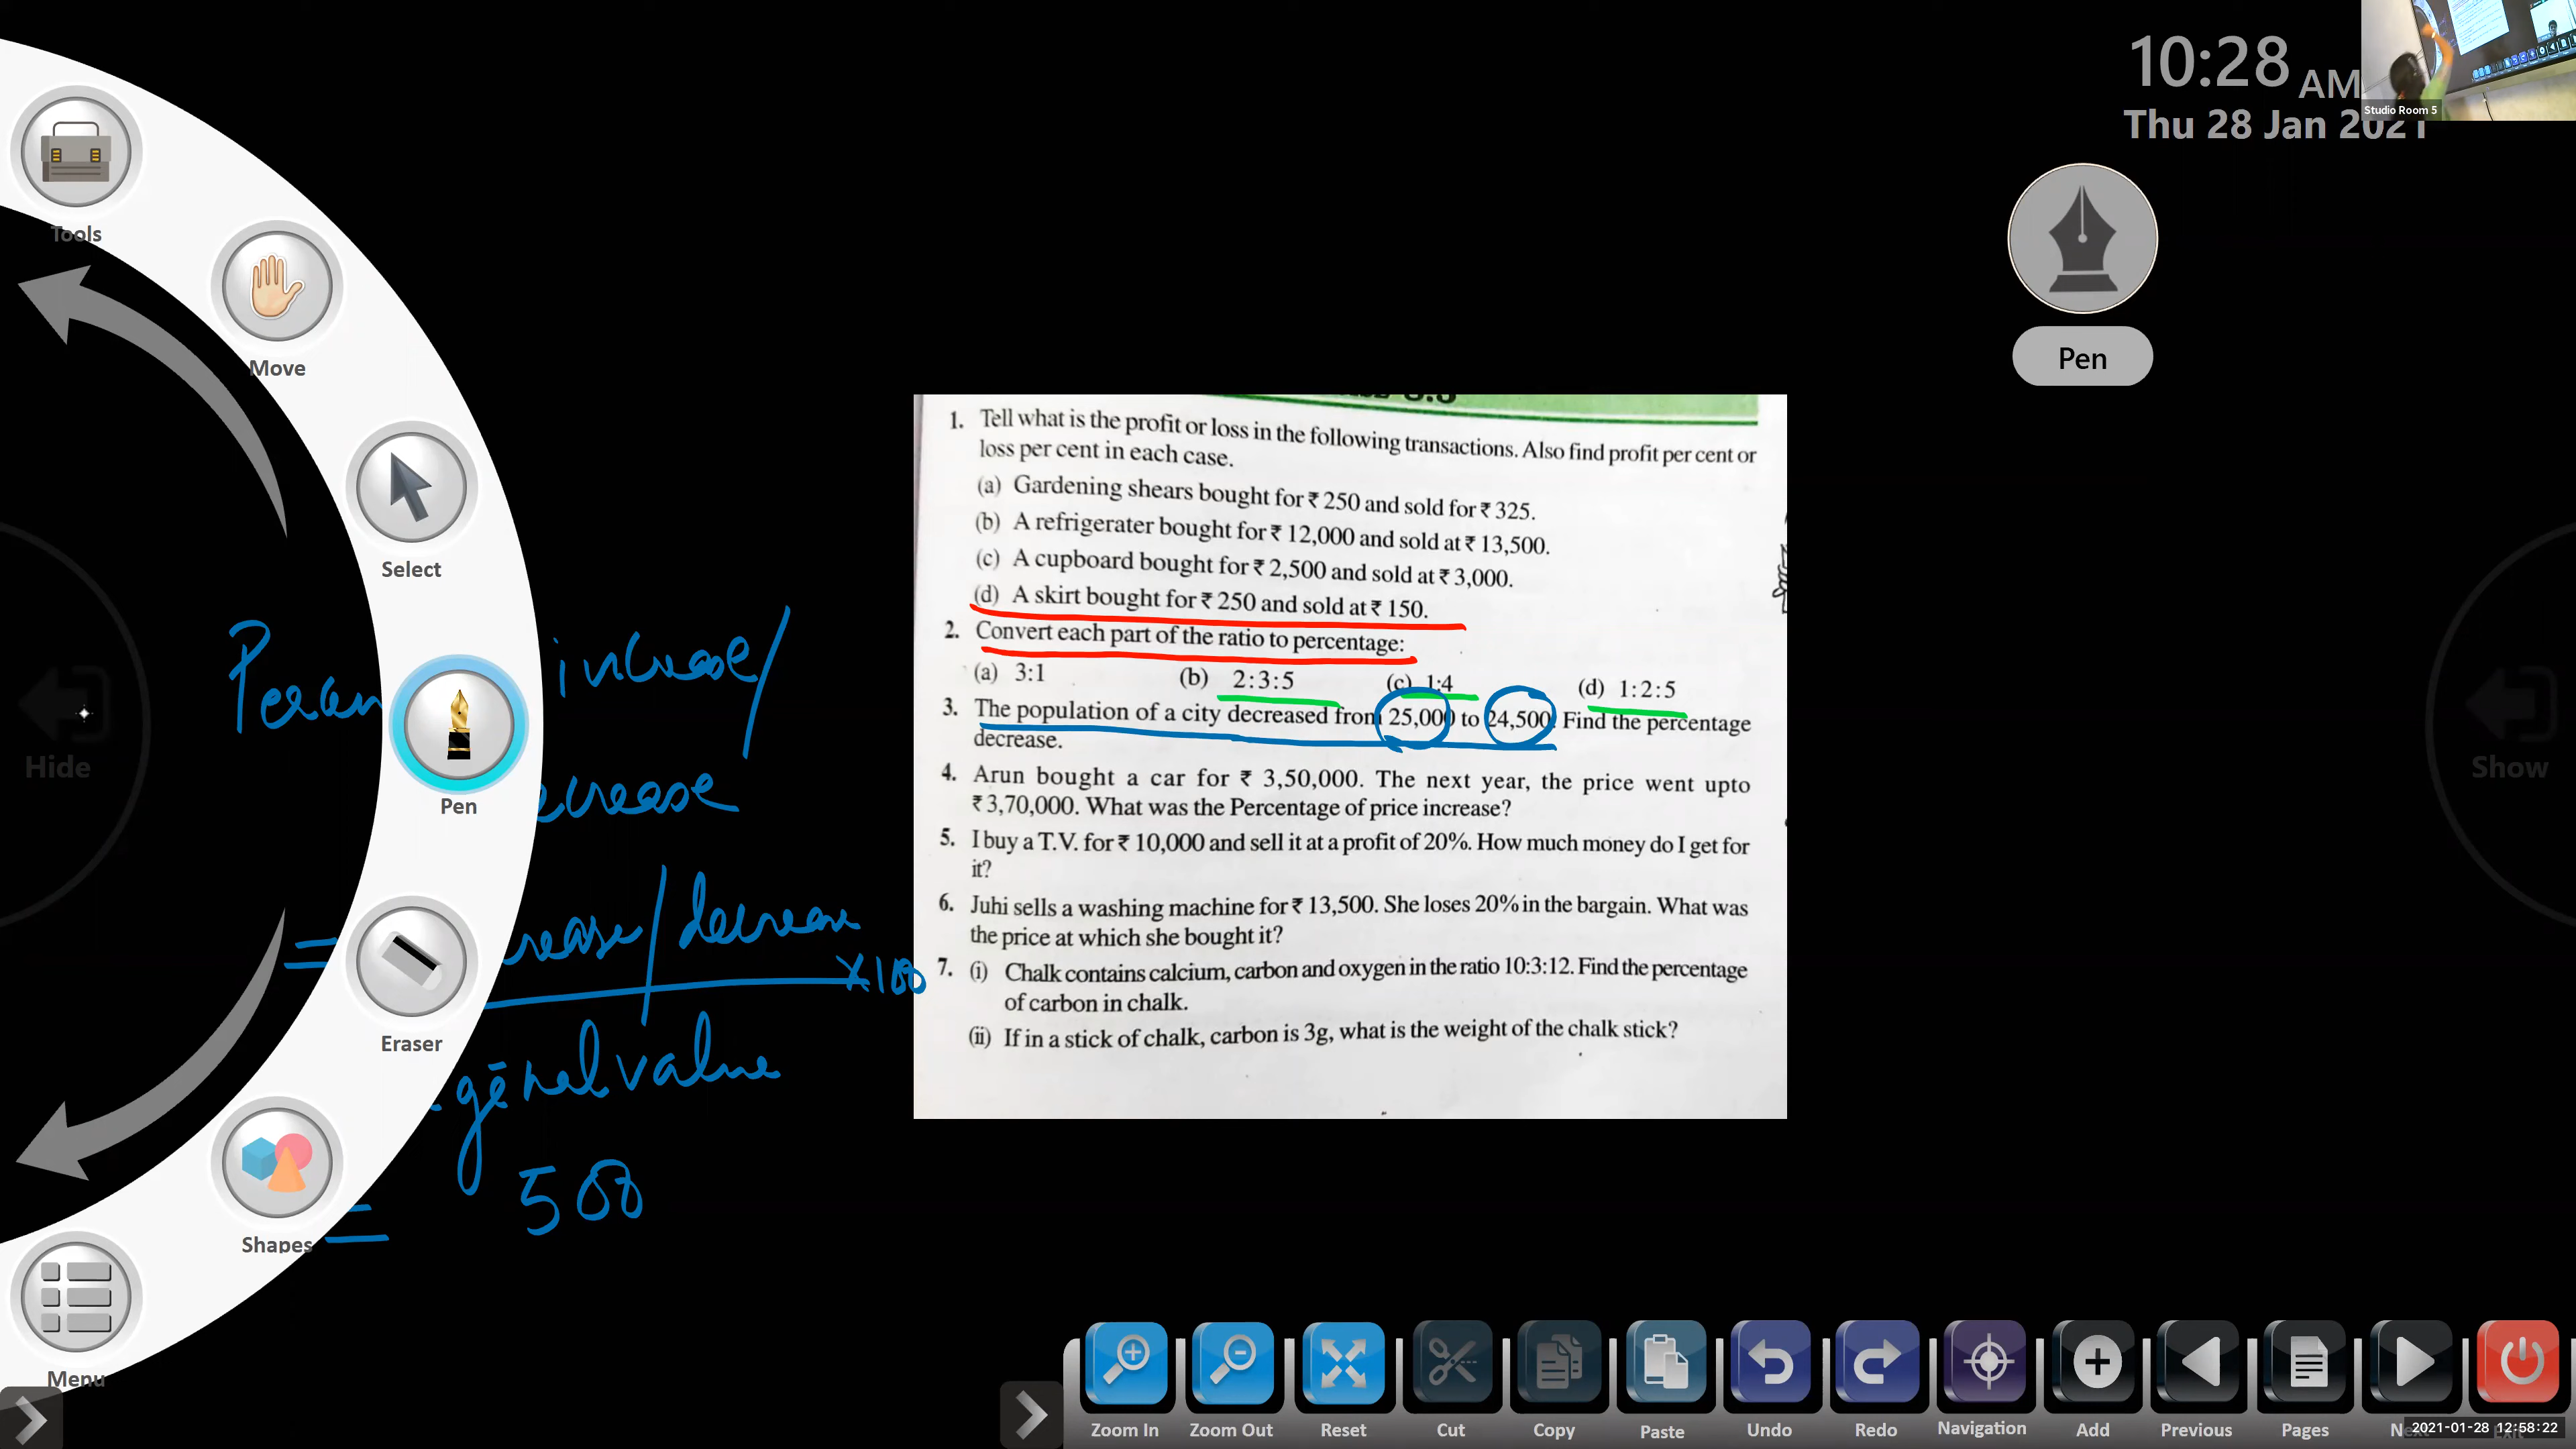 10:28 AM
Thu 28 Jan 2021
Studio Room 5
Tools
Move
Select
Pen
Eraser
Shapes
Menu
Hide
Show
Pen
increase/
= /decrease
×100
value
= 500
1. Tell what is the profit or loss in the following transactions. Also find profit per cent or
loss per cent in each case.
(a) Gardening shears bought for ₹ 250 and sold for ₹ 325.
(b) A refrigerater bought for ₹ 12,000 and sold at ₹ 13,500.
(c) A cupboard bought for ₹ 2,500 and sold at ₹ 3,000.
(d) A skirt bought for ₹ 250 and sold at ₹ 150.
2. Convert each part of the ratio to percentage:
(a) 3:1 (b) 2:3:5 (c) 1:4 (d) 1:2:5
3. The population of a city decreased from 25,000 to 24,500. Find the percentage
decrease.
4. Arun bought a car for ₹ 3,50,000. The next year, the price went upto
₹ 3,70,000. What was the Percentage of price increase?
5. I buy a T.V. for ₹ 10,000 and sell it at a profit of 20%. How much money do I get for
it?
6. Juhi sells a washing machine for ₹ 13,500. She loses 20% in the bargain. What was
the price at which she bought it?
7. (i) Chalk contains calcium, carbon and oxygen in the ratio 10:3:12. Find the percentage
of carbon in chalk.
(ii) If in a stick of chalk, carbon is 3g, what is the weight of the chalk stick?
Zoom In Zoom Out Reset Cut Copy Paste Undo Redo Navigation Add Previous Pages
2021-01-28 12:58:22